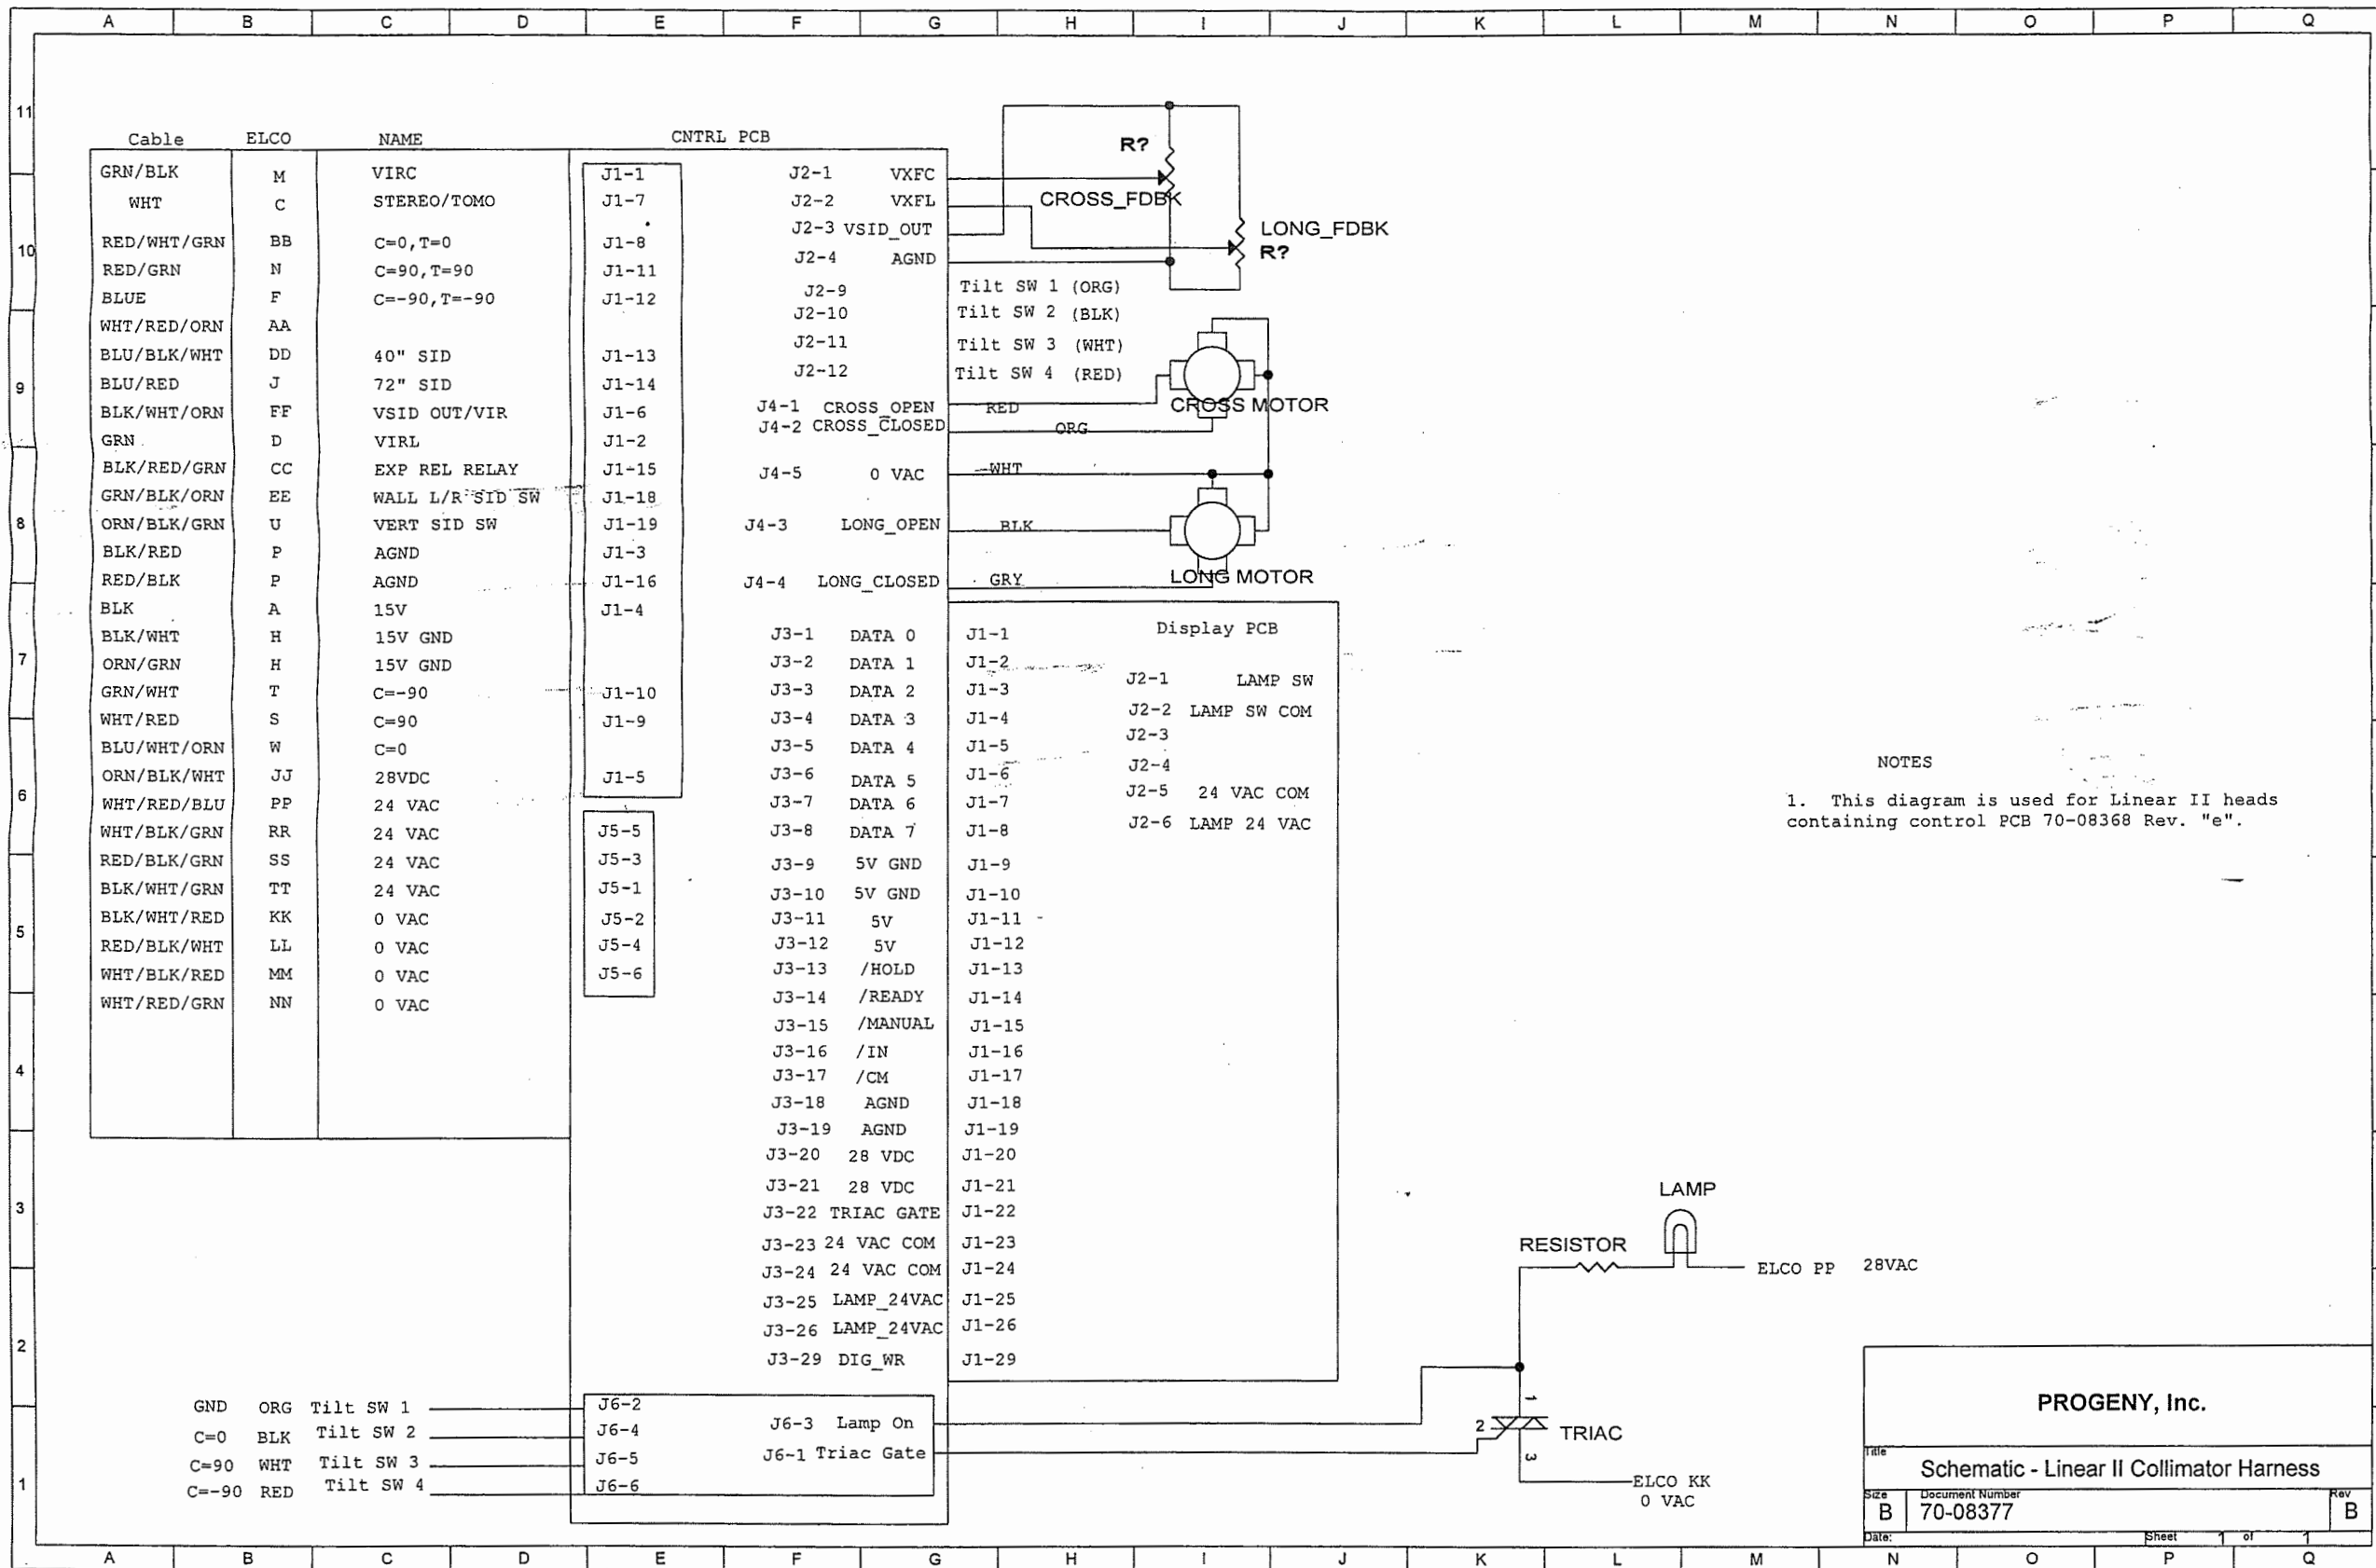 A B C D E F G H I J K L M N O P Q
11
10
9
8
7
6
5
4
3
2
1
Cable ELCO NAME CNTRL PCB
GRN/BLK M VIRC J1-1
WHT C STEREO/TOMO J1-7
RED/WHT/GRN BB C=0,T=0 J1-8
RED/GRN N C=90,T=90 J1-11
BLUE F C=-90,T=-90 J1-12
WHT/RED/ORN AA
BLU/BLK/WHT DD 40" SID J1-13
BLU/RED J 72" SID J1-14
BLK/WHT/ORN FF VSID OUT/VIR J1-6
GRN D VIRL J1-2
BLK/RED/GRN CC EXP REL RELAY J1-15
GRN/BLK/ORN EE WALL L/R SID SW J1-18
ORN/BLK/GRN U VERT SID SW J1-19
BLK/RED P AGND J1-3
RED/BLK P AGND J1-16
BLK A 15V J1-4
BLK/WHT H 15V GND
ORN/GRN H 15V GND
GRN/WHT T C=-90 J1-10
WHT/RED S C=90 J1-9
BLU/WHT/ORN W C=0
ORN/BLK/WHT JJ 28VDC J1-5
WHT/RED/BLU PP 24 VAC
WHT/BLK/GRN RR 24 VAC J5-5
RED/BLK/GRN SS 24 VAC J5-3
BLK/WHT/GRN TT 24 VAC J5-1
BLK/WHT/RED KK 0 VAC J5-2
RED/BLK/WHT LL 0 VAC J5-4
WHT/BLK/RED MM 0 VAC J5-6
WHT/RED/GRN NN 0 VAC
J2-1 VXFC
J2-2 VXFL
J2-3 VSID_OUT
J2-4 AGND
R?
CROSS_FDBK
LONG_FDBK
R?
J2-9 Tilt SW 1 (ORG)
J2-10 Tilt SW 2 (BLK)
J2-11 Tilt SW 3 (WHT)
J2-12 Tilt SW 4 (RED)
J4-1 CROSS_OPEN RED
CROSS MOTOR
J4-2 CROSS_CLOSED ORG
J4-5 0 VAC WHT
J4-3 LONG_OPEN BLK
J4-4 LONG_CLOSED GRY
LONG MOTOR
J3-1 DATA 0 J1-1
J3-2 DATA 1 J1-2
J3-3 DATA 2 J1-3
J3-4 DATA 3 J1-4
J3-5 DATA 4 J1-5
J3-6 DATA 5 J1-6
J3-7 DATA 6 J1-7
J3-8 DATA 7 J1-8
J3-9 5V GND J1-9
J3-10 5V GND J1-10
J3-11 5V J1-11
J3-12 5V J1-12
J3-13 /HOLD J1-13
J3-14 /READY J1-14
J3-15 /MANUAL J1-15
J3-16 /IN J1-16
J3-17 /CM J1-17
J3-18 AGND J1-18
J3-19 AGND J1-19
J3-20 28 VDC J1-20
J3-21 28 VDC J1-21
J3-22 TRIAC GATE J1-22
J3-23 24 VAC COM J1-23
J3-24 24 VAC COM J1-24
J3-25 LAMP_24VAC J1-25
J3-26 LAMP_24VAC J1-26
J3-29 DIG_WR J1-29
Display PCB
J2-1 LAMP SW
J2-2 LAMP SW COM
J2-3
J2-4
J2-5 24 VAC COM
J2-6 LAMP 24 VAC
NOTES
1. This diagram is used for Linear II heads
containing control PCB 70-08368 Rev. "e".
GND ORG Tilt SW 1 J6-2
C=0 BLK Tilt SW 2 J6-4
C=90 WHT Tilt SW 3 J6-5
C=-90 RED Tilt SW 4 J6-6
J6-3 Lamp On
J6-1 Triac Gate
LAMP
RESISTOR
ELCO PP 28VAC
1
2
TRIAC
3
ELCO KK
0 VAC
PROGENY, Inc.
Title
Schematic - Linear II Collimator Harness
Size Document Number Rev
B 70-08377 B
Date: Sheet 1 of 1
A B C D E F G H I J K L M N O P Q